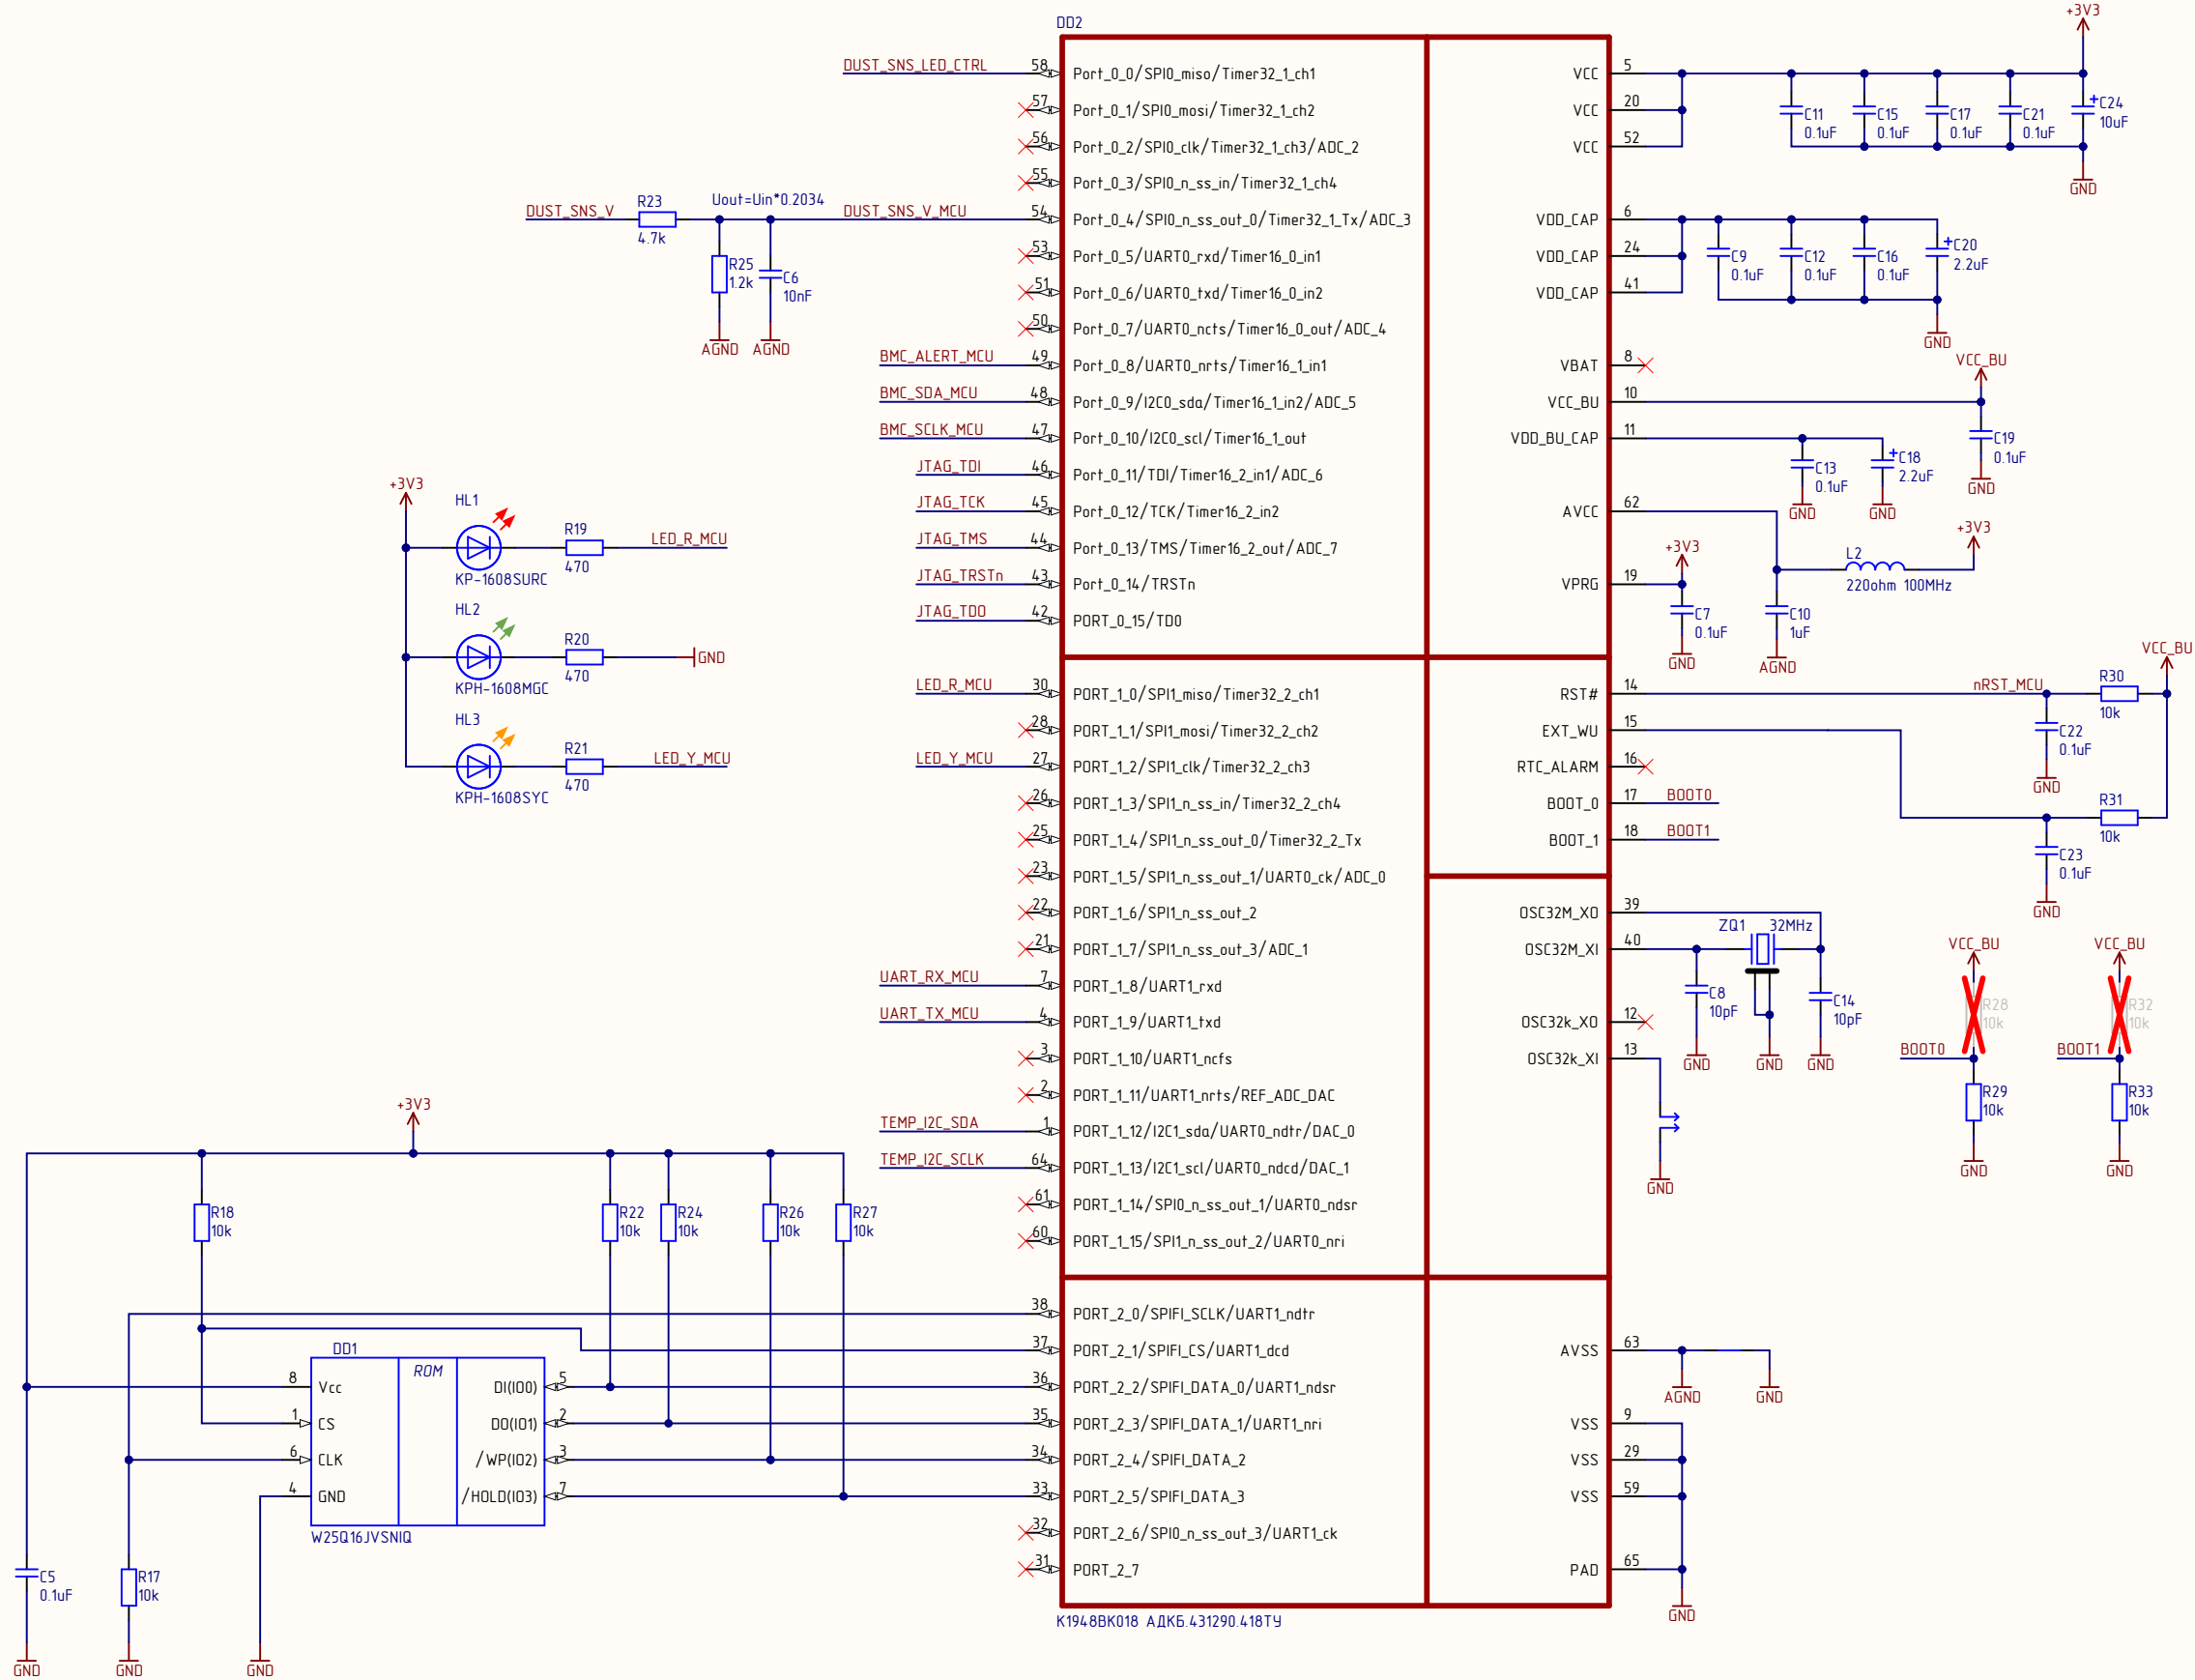 DD2
DUST_SNS_LED_CTRL
58 Port_0_0/SPI0_miso/Timer32_1_ch1
57 Port_0_1/SPI0_mosi/Timer32_1_ch2
56 Port_0_2/SPI0_clk/Timer32_1_ch3/ADC_2
55 Port_0_3/SPI0_n_ss_in/Timer32_1_ch4
DUST_SNS_V
R23
4.7k
Uout=Uin*0.2034
DUST_SNS_V_MCU
54 Port_0_4/SPI0_n_ss_out_0/Timer32_1_Tx/ADC_3
53 Port_0_5/UART0_rxd/Timer16_0_in1
R25
1.2k
C6
10nF
AGND
AGND
51 Port_0_6/UART0_txd/Timer16_0_in2
50 Port_0_7/UART0_ncts/Timer16_0_out/ADC_4
BMC_ALERT_MCU
49 Port_0_8/UART0_nrts/Timer16_1_in1
BMC_SDA_MCU
48 Port_0_9/I2C0_sda/Timer16_1_in2/ADC_5
BMC_SCLK_MCU
47 Port_0_10/I2C0_scl/Timer16_1_out
JTAG_TDI
46 Port_0_11/TDI/Timer16_2_in1/ADC_6
JTAG_TCK
45 Port_0_12/TCK/Timer16_2_in2
JTAG_TMS
44 Port_0_13/TMS/Timer16_2_out/ADC_7
JTAG_TRSTn
43 Port_0_14/TRSTn
JTAG_TDO
42 PORT_0_15/TDO
+3V3
HL1
KP-1608SURC
R19
470
LED_R_MCU
HL2
KPH-1608MGC
R20
470
GND
HL3
KPH-1608SYC
R21
470
LED_Y_MCU
LED_R_MCU
30 PORT_1_0/SPI1_miso/Timer32_2_ch1
28 PORT_1_1/SPI1_mosi/Timer32_2_ch2
LED_Y_MCU
27 PORT_1_2/SPI1_clk/Timer32_2_ch3
26 PORT_1_3/SPI1_n_ss_in/Timer32_2_ch4
25 PORT_1_4/SPI1_n_ss_out_0/Timer32_2_Tx
23 PORT_1_5/SPI1_n_ss_out_1/UART0_ck/ADC_0
22 PORT_1_6/SPI1_n_ss_out_2
21 PORT_1_7/SPI1_n_ss_out_3/ADC_1
UART_RX_MCU
7 PORT_1_8/UART1_rxd
UART_TX_MCU
4 PORT_1_9/UART1_txd
3 PORT_1_10/UART1_ncfs
2 PORT_1_11/UART1_nrts/REF_ADC_DAC
TEMP_I2C_SDA
1 PORT_1_12/I2C1_sda/UART0_ndtr/DAC_0
TEMP_I2C_SCLK
64 PORT_1_13/I2C1_scl/UART0_ndcd/DAC_1
61 PORT_1_14/SPI0_n_ss_out_1/UART0_ndsr
60 PORT_1_15/SPI1_n_ss_out_2/UART0_nri
38 PORT_2_0/SPIFI_SCLK/UART1_ndtr
37 PORT_2_1/SPIFI_CS/UART1_dcd
36 PORT_2_2/SPIFI_DATA_0/UART1_ndsr
35 PORT_2_3/SPIFI_DATA_1/UART1_nri
34 PORT_2_4/SPIFI_DATA_2
33 PORT_2_5/SPIFI_DATA_3
32 PORT_2_6/SPI0_n_ss_out_3/UART1_ck
31 PORT_2_7
K1948BK018 АДКБ.431290.418ТУ
+3V3
R18
10k
R22
10k
R24
10k
R26
10k
R27
10k
DD1
ROM
8 Vcc
1 CS
6 CLK
4 GND
DI(IO0) 5
DO(IO1) 2
/WP(IO2) 3
/HOLD(IO3) 7
W25Q16JVSNIQ
C5
0.1uF
R17
10k
GND
GND
GND
+3V3
VCC 5
VCC 20
VCC 52
C11
0.1uF
C15
0.1uF
C17
0.1uF
C21
0.1uF
+
C24
10uF
GND
VDD_CAP 6
VDD_CAP 24
VDD_CAP 41
C9
0.1uF
C12
0.1uF
C16
0.1uF
+
C20
2.2uF
GND
VBAT 8
VCC_BU
VCC_BU 10
VDD_BU_CAP 11
C19
0.1uF
GND
C13
0.1uF
+
C18
2.2uF
GND
GND
AVCC 62
+3V3
+3V3
L2
220ohm 100MHz
VPRG 19
C7
0.1uF
GND
C10
1uF
AGND
VCC_BU
RST# 14
nRST_MCU
R30
10k
EXT_WU 15
C22
0.1uF
GND
RTC_ALARM 16
BOOT_0 17
BOOT0
BOOT_1 18
BOOT1
R31
10k
C23
0.1uF
GND
OSC32M_XO 39
OSC32M_XI 40
ZQ1
32MHz
C8
10pF
C14
10pF
GND
GND
GND
OSC32k_XO 12
OSC32k_XI 13
GND
VCC_BU
VCC_BU
R28
10k
R32
10k
BOOT0
BOOT1
R29
10k
R33
10k
GND
GND
AVSS 63
AGND
GND
VSS 9
VSS 29
VSS 59
PAD 65
GND